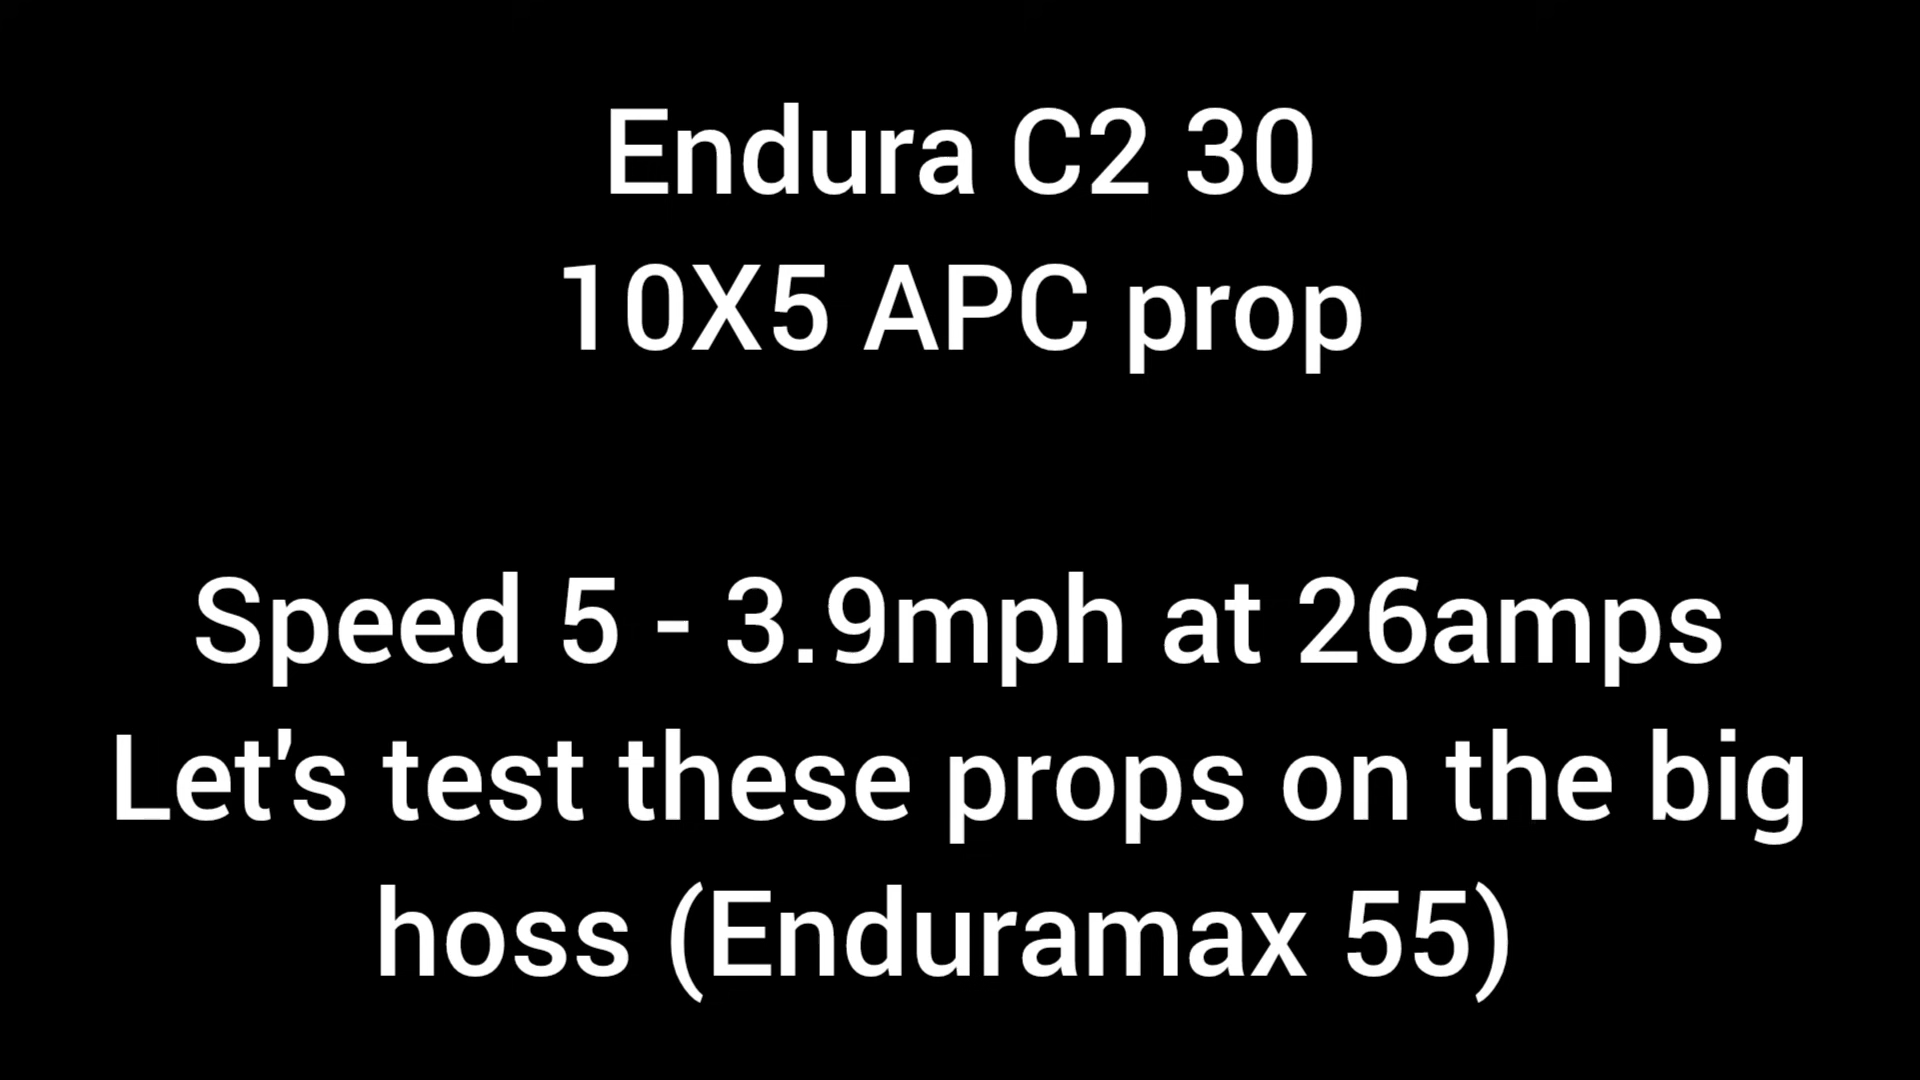 Endura C2 30
10X5 APC prop
Speed 5 - 3.9mph at 26amps
Let's test these props on the big
hoss (Enduramax 55)